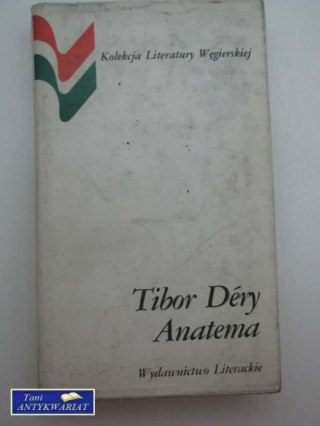 Kolekcja Literatury Węgierskiej
Tibor Déry
Anatema
Wydawnictwo Literackie
Tani
ANTYKWARIAT